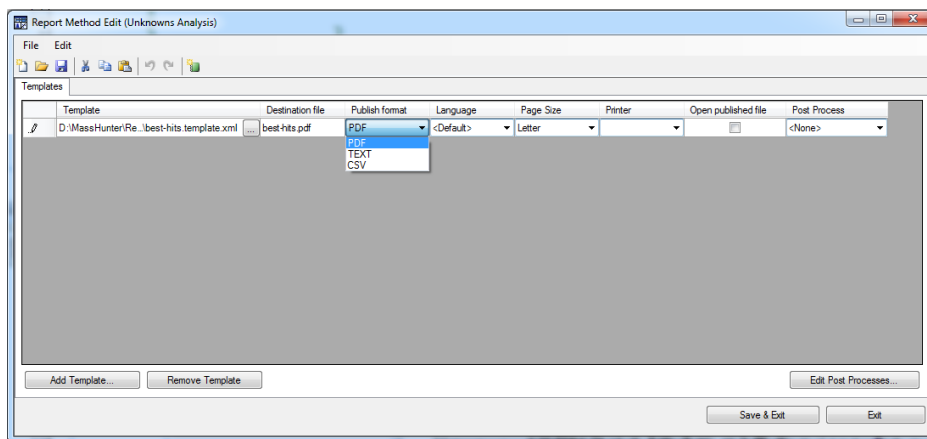 Report Method Edit (Unknowns Analysis)
File Edit
Templates
Template Destination file Publish format Language Page Size Printer Open published file Post Process
D:\MassHunter\Re...\best-hits.template.xml ... best-hits.pdf PDF <Default> Letter <None>
PDF
TEXT
CSV
Add Template... Remove Template Edit Post Processes...
Save & Exit Exit